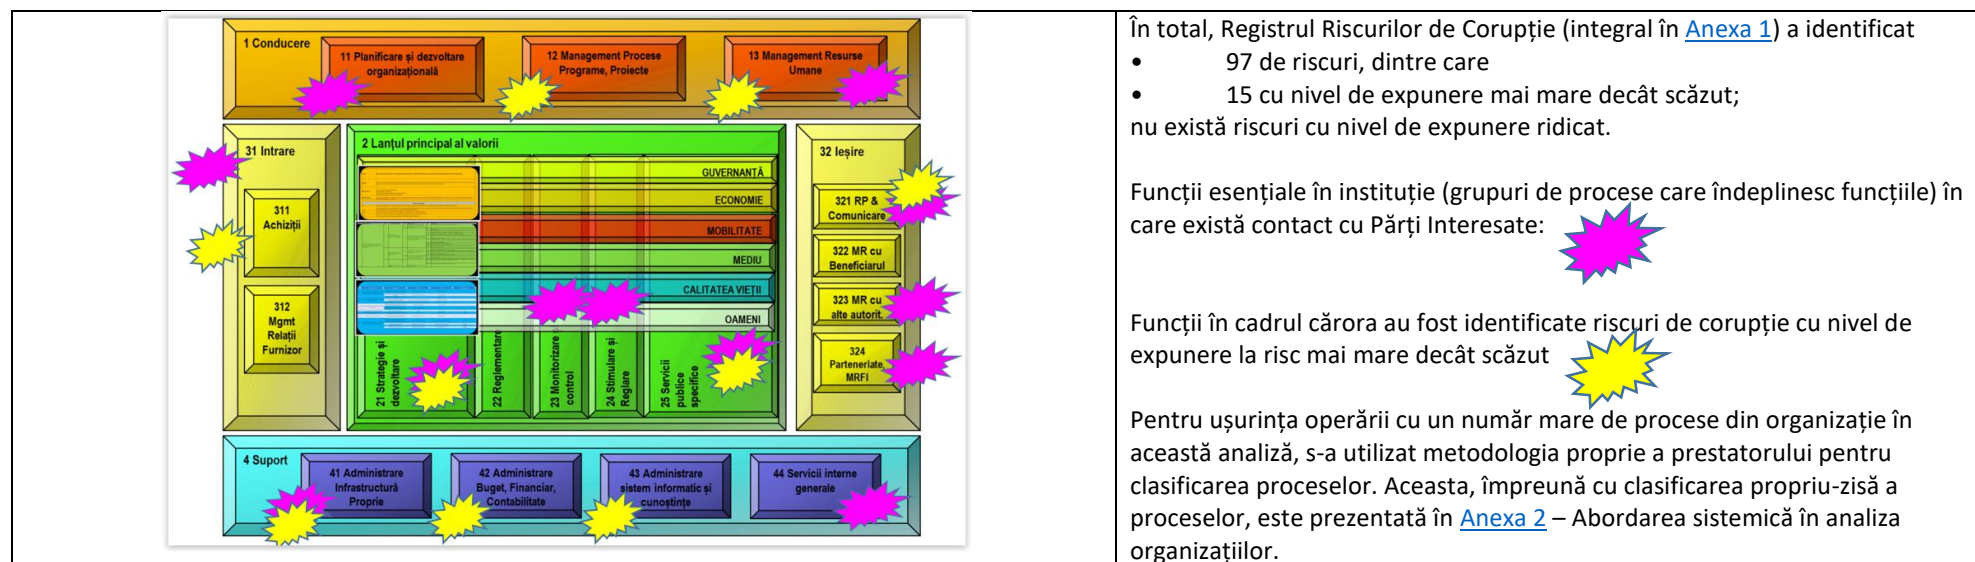 1 Conducere
11 Planificare și dezvoltare
organizațională
12 Management Procese
Programe, Proiecte
13 Management Resurse
Umane
31 Intrare
311
Achiziții
312
Mgmt
Relații
Furnizor
2 Lanțul principal al valorii
GUVERNANȚĂ
ECONOMIE
MOBILITATE
MEDIU
CALITATEA VIEȚII
OAMENI
21 Strategie și
dezvoltare
22 Reglementare
23 Monitorizare și
control
24 Stimulare și
Reglare
25 Servicii
publice
specifice
32 Ieșire
321 RP &
Comunicare
322 MR cu
Beneficiarul
323 MR cu
alte autorit.
324
Parteneriate,
MRFI
4 Suport
41 Administrare
Infrastructură
Proprie
42 Administrare
Buget, Financiar,
Contabilitate
43 Administrare
sistem informatic și
cunoștințe
44 Servicii interne
generale
În total, Registrul Riscurilor de Corupție (integral în Anexa 1) a identificat
• 97 de riscuri, dintre care
• 15 cu nivel de expunere mai mare decât scăzut;
nu există riscuri cu nivel de expunere ridicat.
Funcții esențiale în instituție (grupuri de procese care îndeplinesc funcțiile) în
care există contact cu Părți Interesate:
Funcții în cadrul cărora au fost identificate riscuri de corupție cu nivel de
expunere la risc mai mare decât scăzut
Pentru ușurința operării cu un număr mare de procese din organizație în
această analiză, s-a utilizat metodologia proprie a prestatorului pentru
clasificarea proceselor. Aceasta, împreună cu clasificarea propriu-zisă a
proceselor, este prezentată în Anexa 2 – Abordarea sistemică în analiza
organizațiilor.